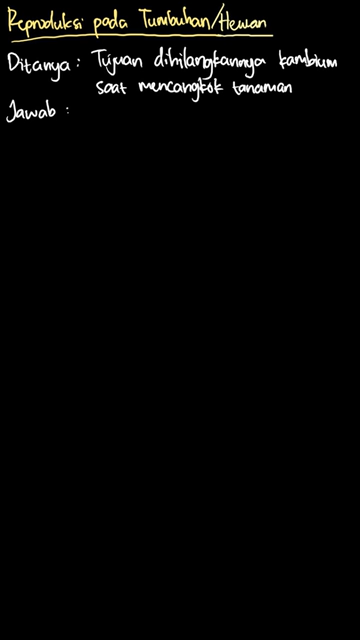 Reproduksi pada Tumbuhan/Hewan
Ditanya : Tujuan dihilangkannya kambium
saat mencangkok tanaman
Jawab :